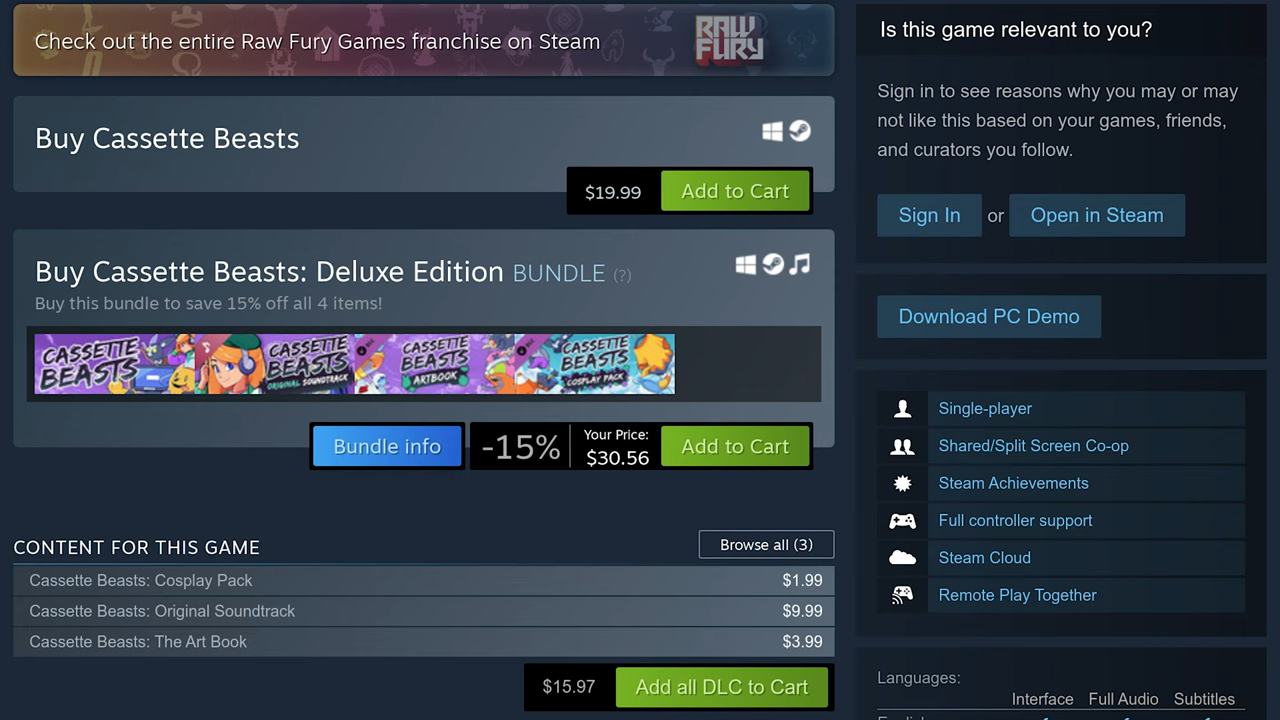 Check out the entire Raw Fury Games franchise on Steam
RAW
FURY
Buy Cassette Beasts
$19.99
Add to Cart
Buy Cassette Beasts: Deluxe Edition BUNDLE (?)
Buy this bundle to save 15% off all 4 items!
CASSETTE BEASTS
CASSETTE BEASTS ORIGINAL SOUNDTRACK
CASSETTE BEASTS ARTBOOK
CASSETTE BEASTS COSPLAY PACK
Bundle info
-15%
Your Price:
$30.56
Add to Cart
CONTENT FOR THIS GAME
Browse all (3)
Cassette Beasts: Cosplay Pack $1.99
Cassette Beasts: Original Soundtrack $9.99
Cassette Beasts: The Art Book $3.99
$15.97
Add all DLC to Cart
Is this game relevant to you?
Sign in to see reasons why you may or may
not like this based on your games, friends,
and curators you follow.
Sign In or Open in Steam
Download PC Demo
Single-player
Shared/Split Screen Co-op
Steam Achievements
Full controller support
Steam Cloud
Remote Play Together
Languages:
Interface Full Audio Subtitles